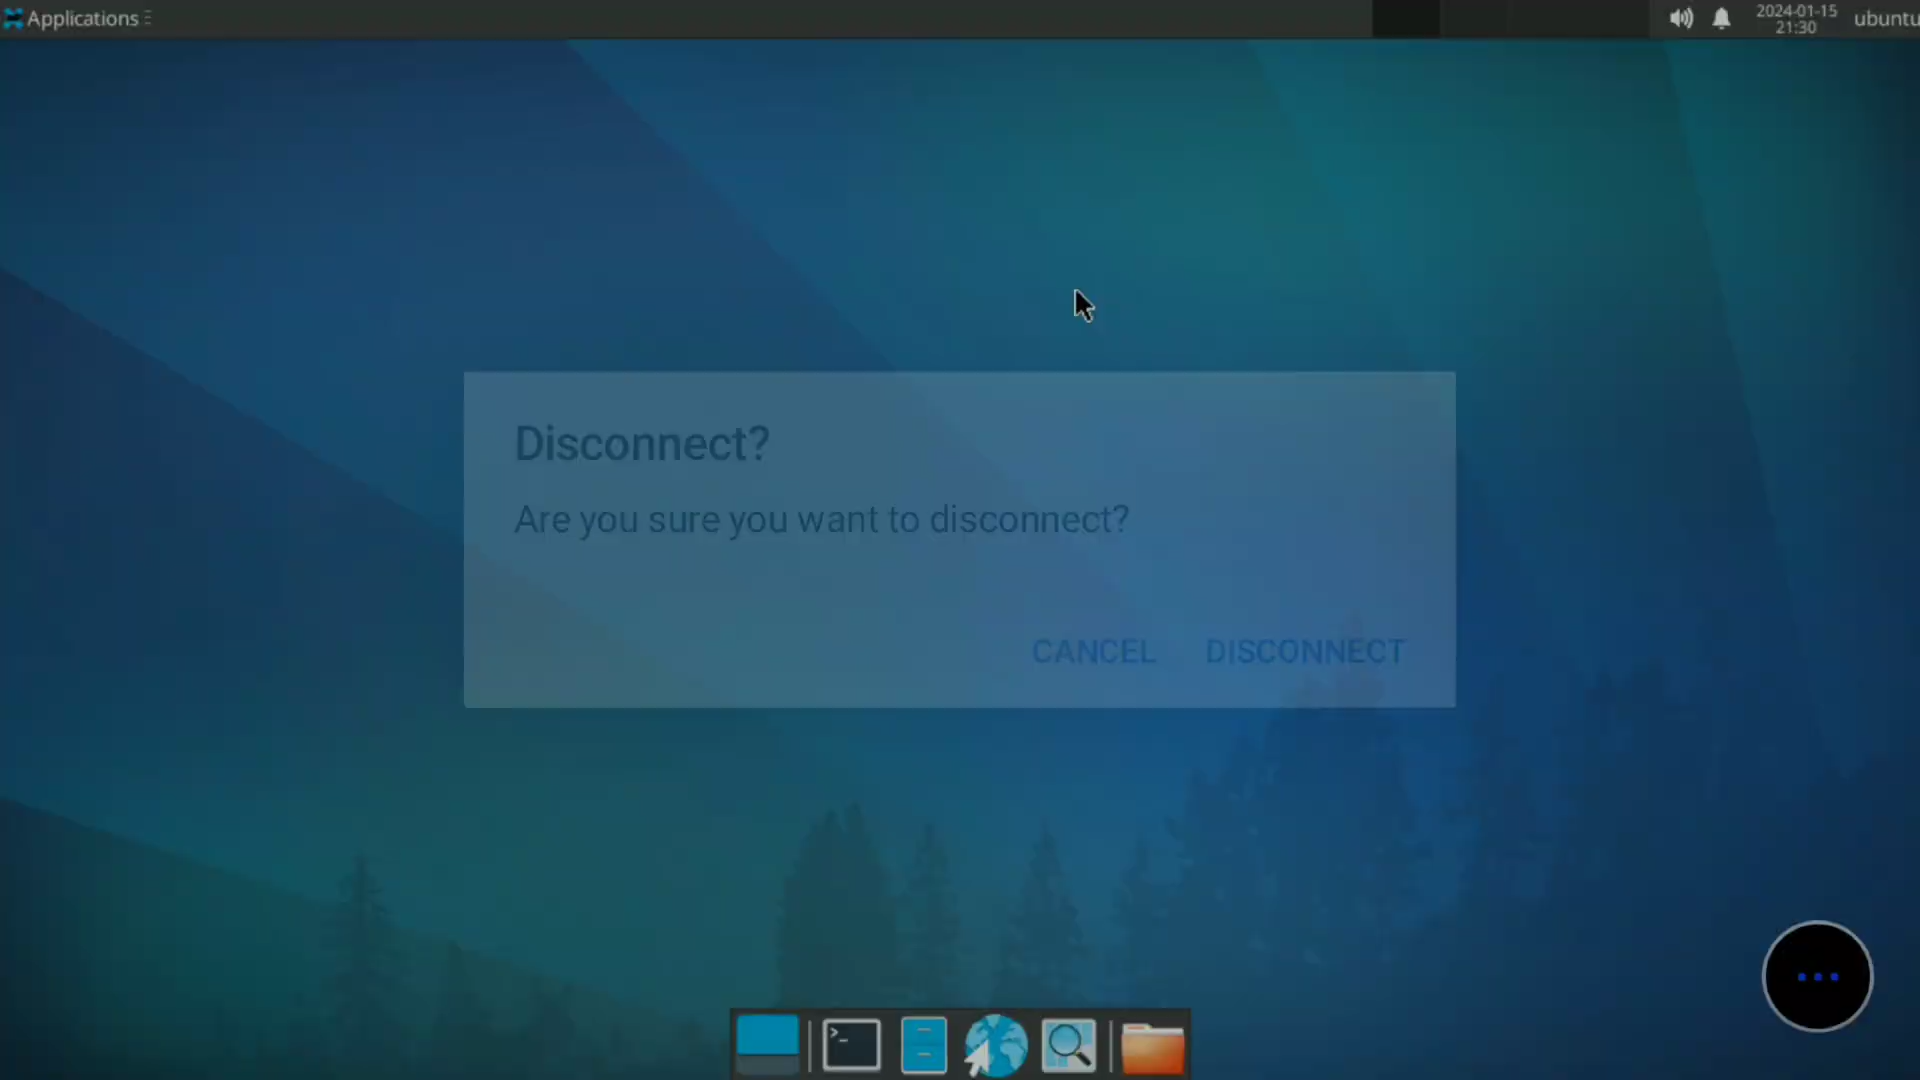 Applications
2024-01-15
21:30
ubuntu
Disconnect?
Are you sure you want to disconnect?
CANCEL DISCONNECT